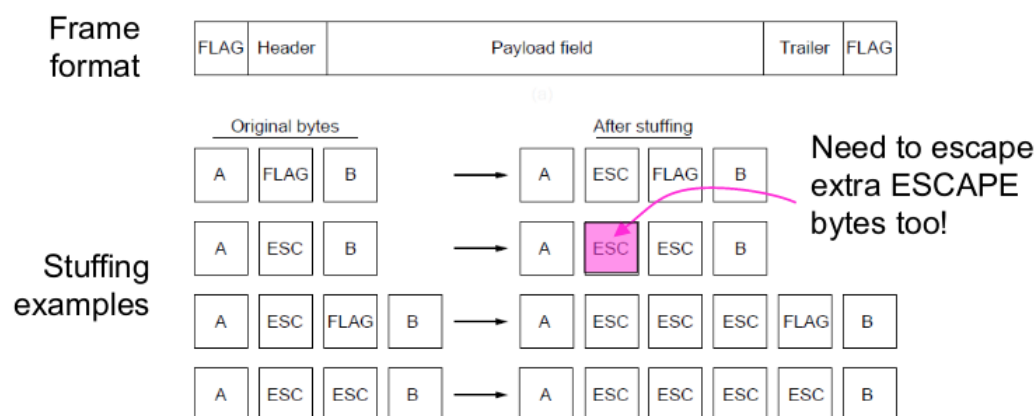 Frame
format
FLAG Header Payload field Trailer FLAG
(a)
Original bytes After stuffing
A FLAG B A ESC FLAG B
Need to escape
extra ESCAPE
bytes too!
A ESC B A ESC ESC B
Stuffing
examples
A ESC FLAG B A ESC ESC ESC FLAG B
A ESC ESC B A ESC ESC ESC ESC B